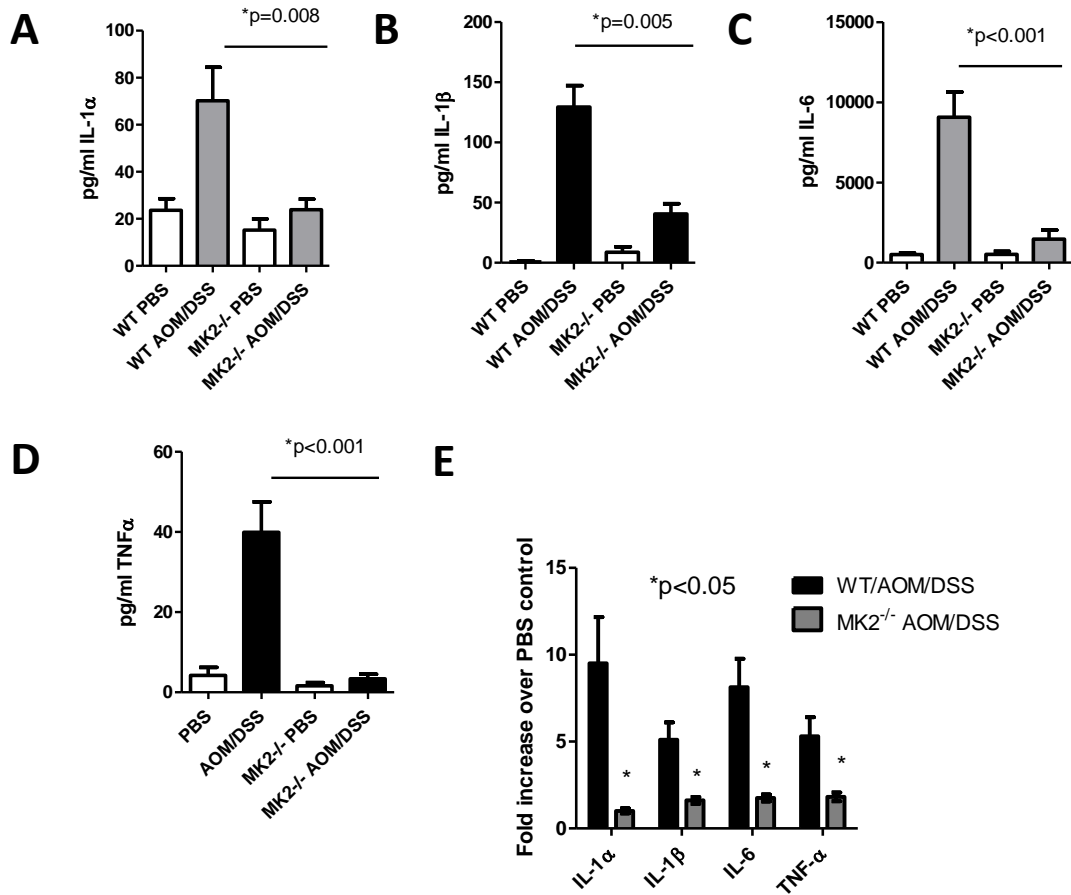 A
*p=0.008
pg/ml IL-1α
100
80
60
40
20
0
WT PBS
WT AOM/DSS
MK2-/- PBS
MK2-/- AOM/DSS
B
*p=0.005
pg/ml IL-1β
200
150
100
50
0
WT PBS
WT AOM/DSS
MK2-/- PBS
MK2-/- AOM/DSS
C
*p<0.001
pg/ml IL-6
15000
10000
5000
0
WT PBS
WT AOM/DSS
MK2-/- PBS
MK2-/- AOM/DSS
D
*p<0.001
pg/ml TNFα
60
40
20
0
PBS
AOM/DSS
MK2-/- PBS
MK2-/- AOM/DSS
E
*p<0.05
WT/AOM/DSS
MK2-/- AOM/DSS
Fold increase over PBS control
15
10
5
0
* * * *
IL-1α
IL-1β
IL-6
TNF-α